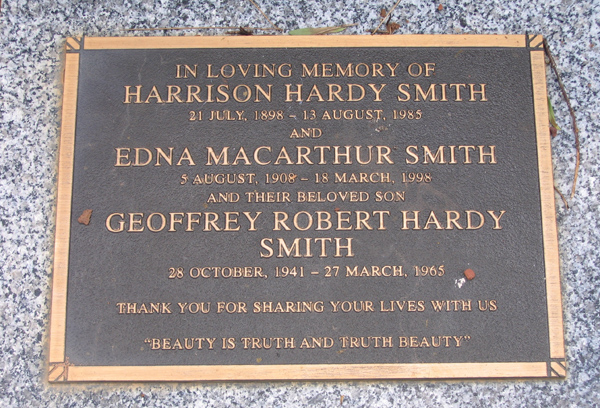 IN LOVING MEMORY OF
HARRISON HARDY SMITH
21 JULY, 1898 – 13 AUGUST, 1985
AND
EDNA MACARTHUR SMITH
5 AUGUST, 1908 – 18 MARCH, 1998
AND THEIR BELOVED SON
GEOFFREY ROBERT HARDY
SMITH
28 OCTOBER, 1941 – 27 MARCH, 1965
THANK YOU FOR SHARING YOUR LIVES WITH US
“BEAUTY IS TRUTH AND TRUTH BEAUTY”